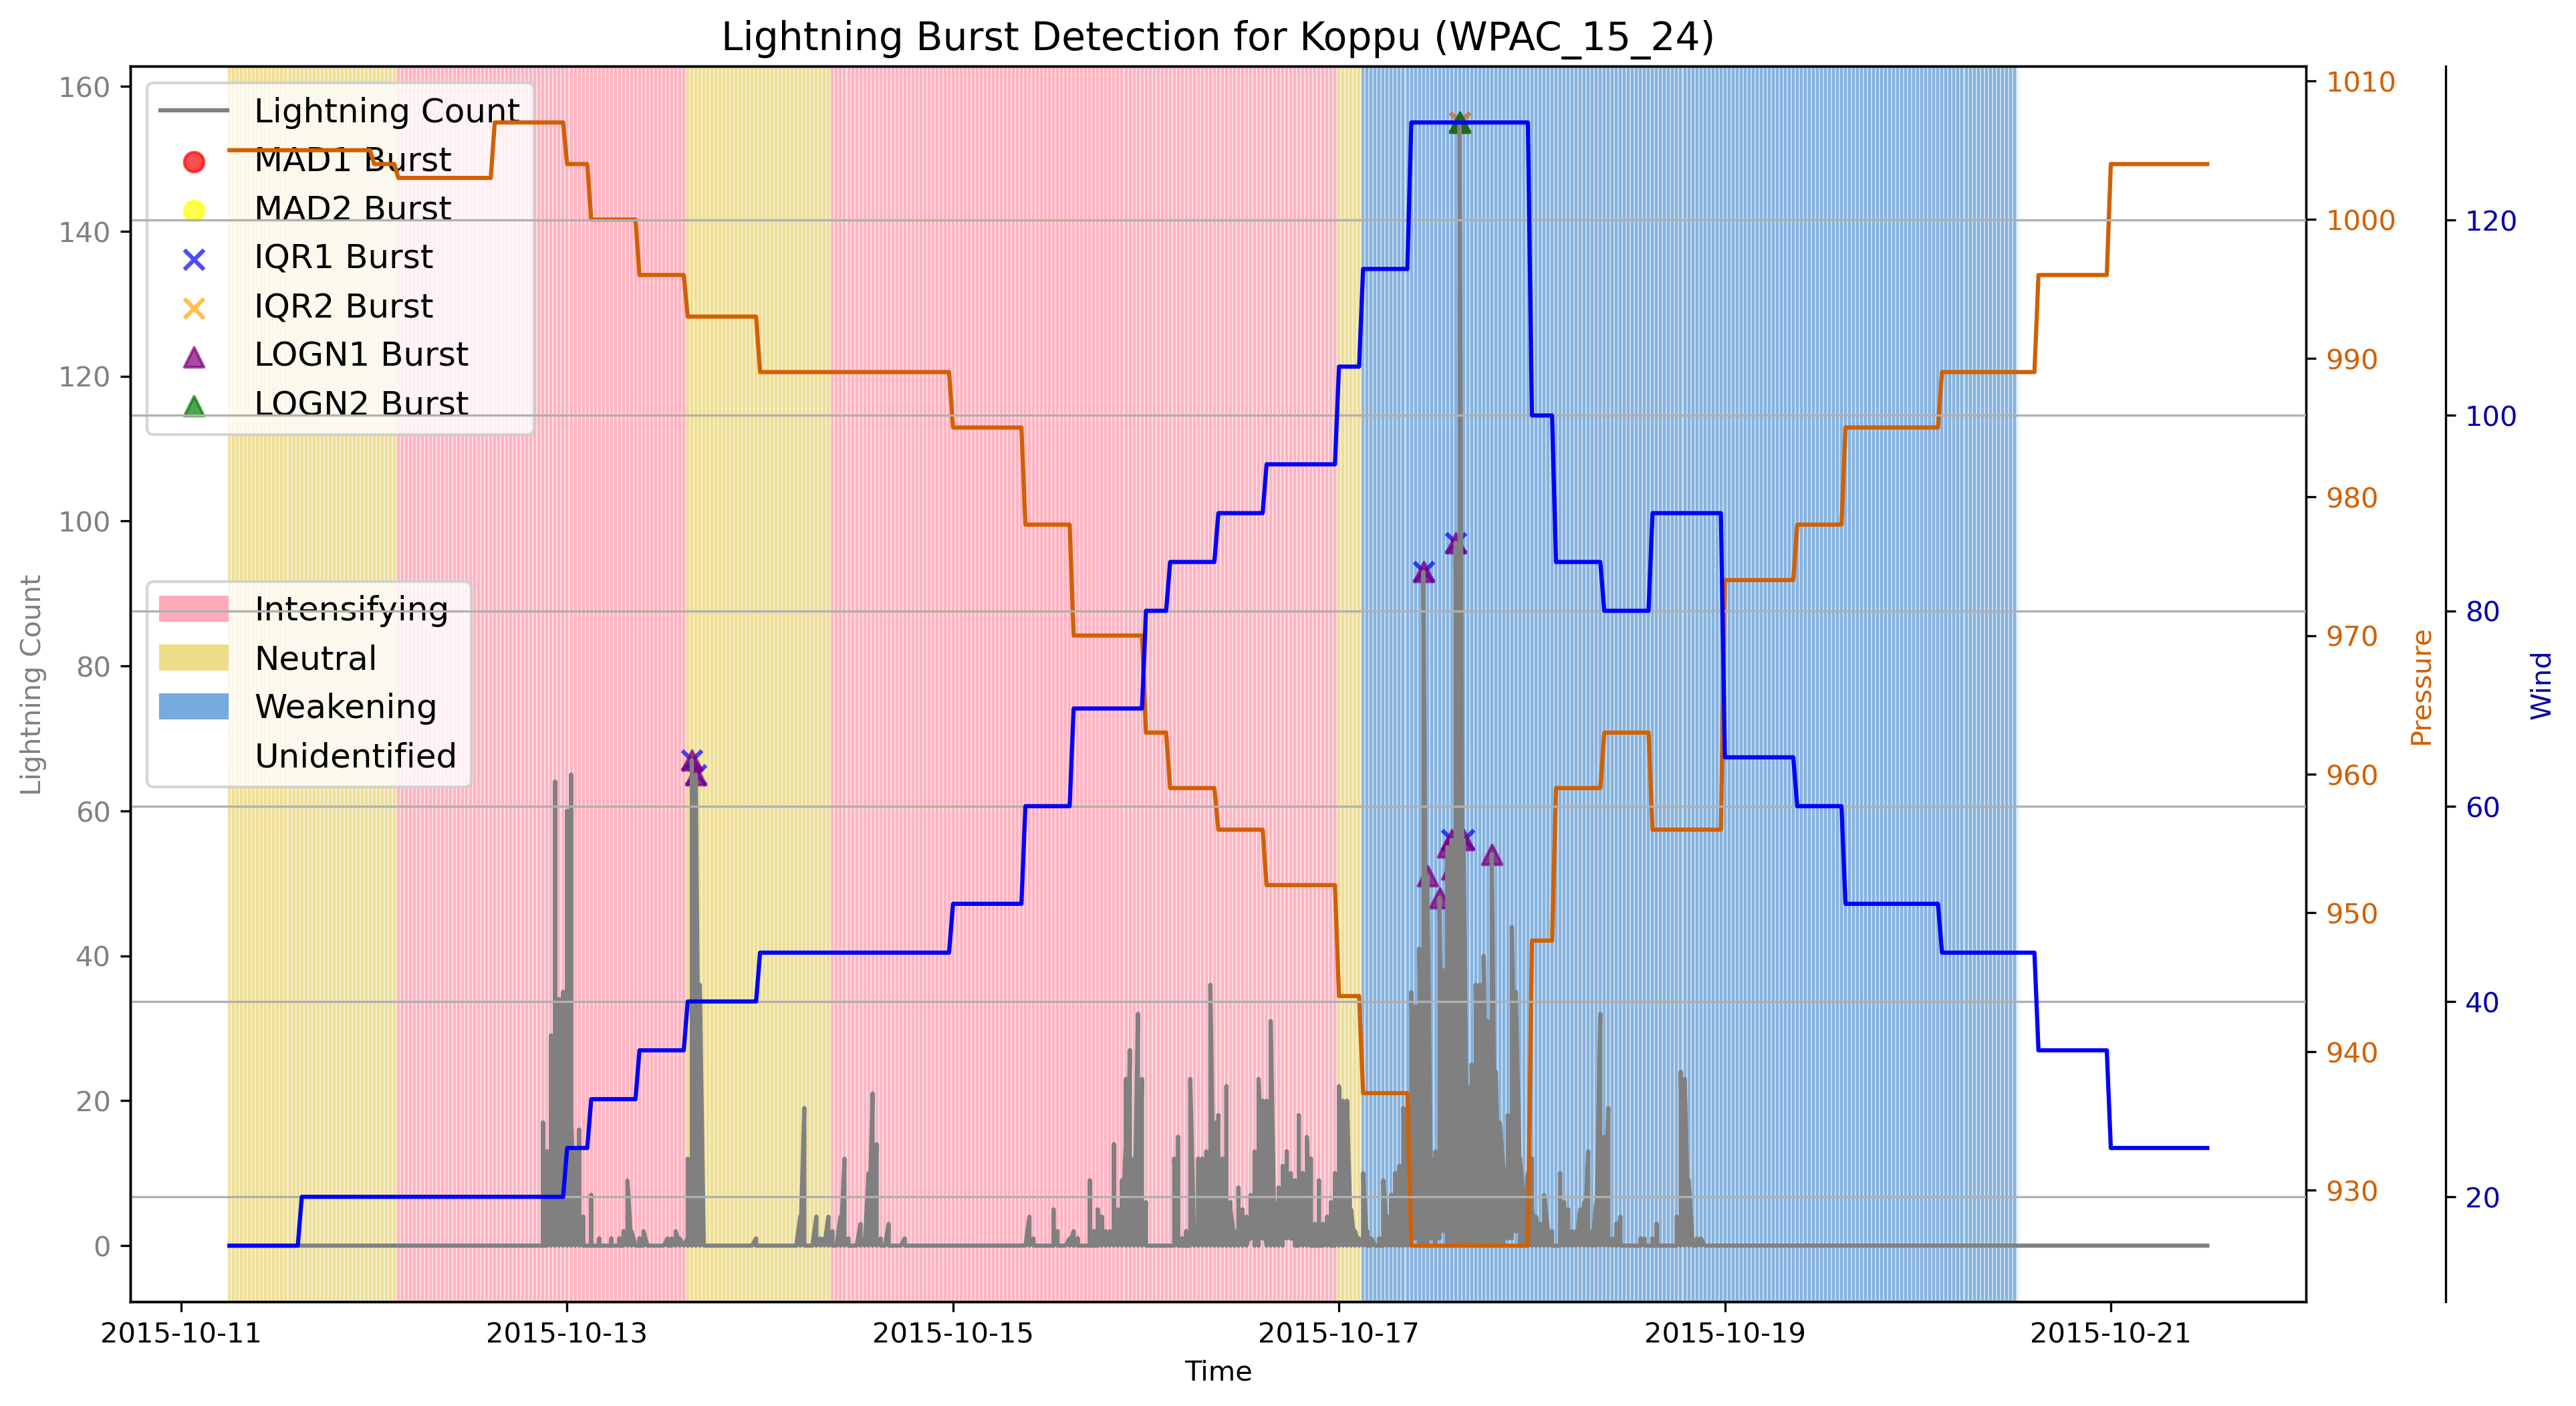 Lightning Burst Detection for Koppu (WPAC_15_24)
Lightning Count
160
140
120
100
80
60
40
20
0
Lightning Count
MAD1 Burst
MAD2 Burst
IQR1 Burst
IQR2 Burst
LOGN1 Burst
LOGN2 Burst
Intensifying
Neutral
Weakening
Unidentified
1010
1000
990
980
970
960
950
940
930
Pressure
120
100
80
60
40
20
Wind
2015-10-11
2015-10-13
2015-10-15
2015-10-17
2015-10-19
2015-10-21
Time